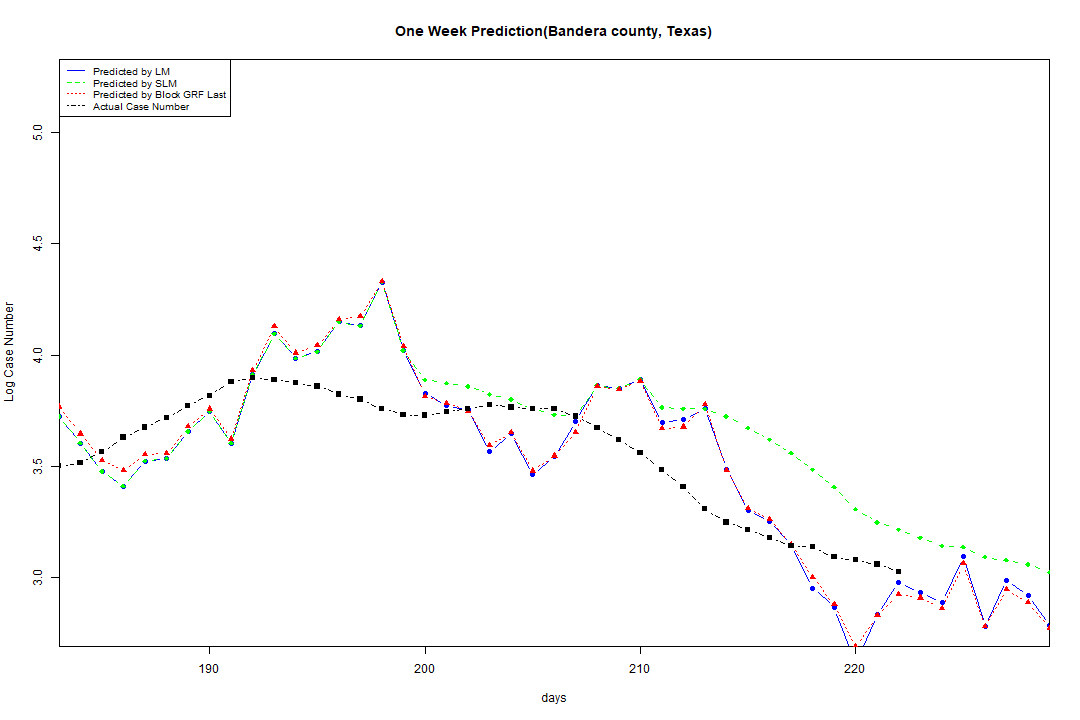 One Week Prediction(Bandera county, Texas)
Predicted by LM
Predicted by SLM
Predicted by Block GRF Last
Actual Case Number
5.0
4.5
4.0
3.5
3.0
Log Case Number
190
200
210
220
days